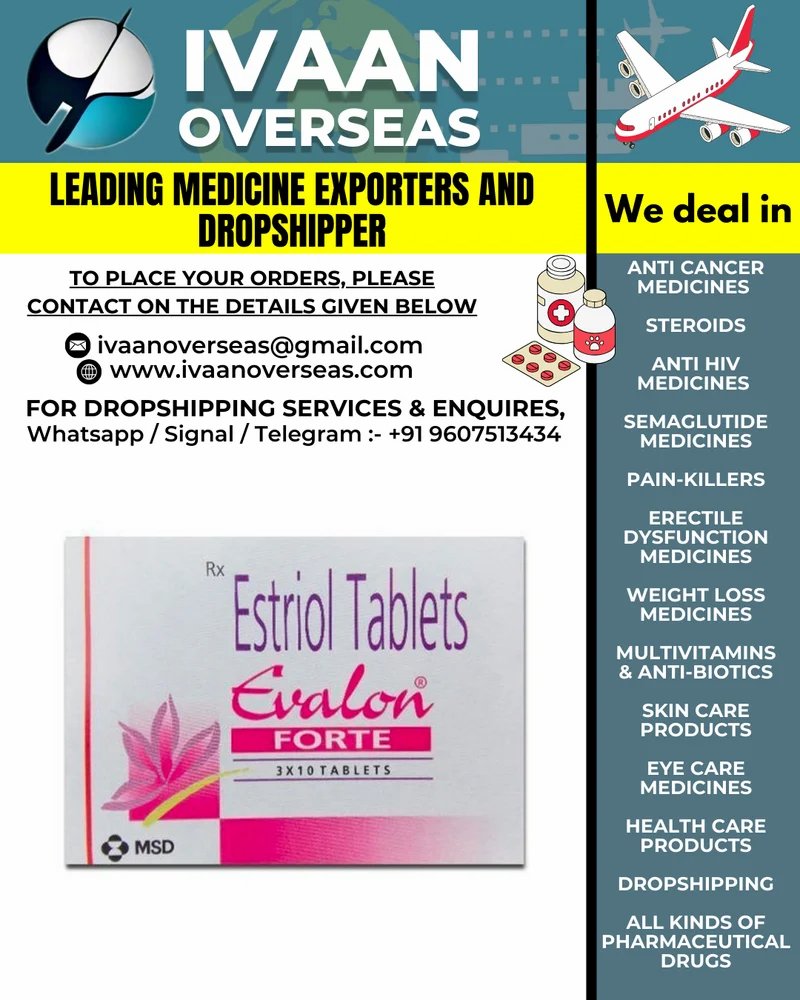 IVAAN
OVERSEAS
LEADING MEDICINE EXPORTERS AND
DROPSHIPPER
TO PLACE YOUR ORDERS, PLEASE
CONTACT ON THE DETAILS GIVEN BELOW
ivaanoverseas@gmail.com
www.ivaanoverseas.com
FOR DROPSHIPPING SERVICES & ENQUIRES,
Whatsapp / Signal / Telegram :- +91 9607513434
Rx
Estriol Tablets
Evalon®
FORTE
3X10 TABLETS
MSD
We deal in
ANTI CANCER
MEDICINES
STEROIDS
ANTI HIV
MEDICINES
SEMAGLUTIDE
MEDICINES
PAIN-KILLERS
ERECTILE
DYSFUNCTION
MEDICINES
WEIGHT LOSS
MEDICINES
MULTIVITAMINS
& ANTI-BIOTICS
SKIN CARE
PRODUCTS
EYE CARE
MEDICINES
HEALTH CARE
PRODUCTS
DROPSHIPPING
ALL KINDS OF
PHARMACEUTICAL
DRUGS